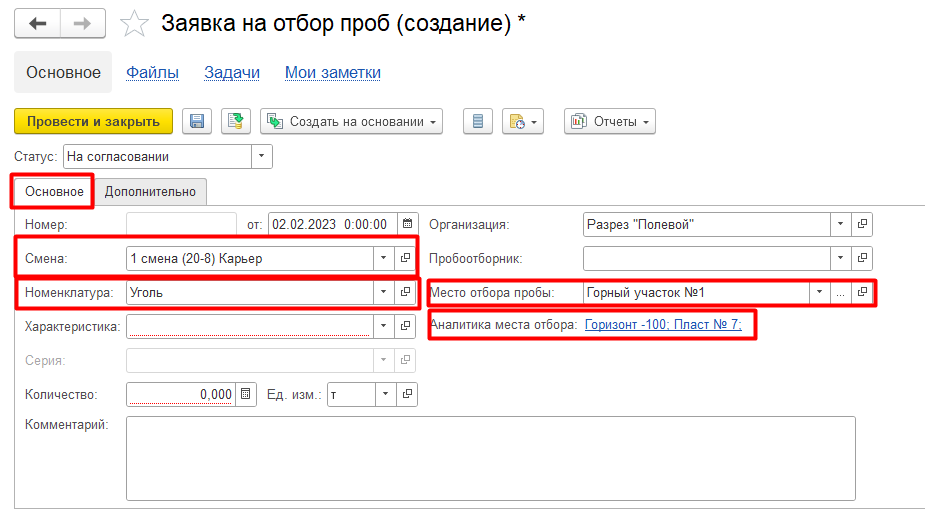 Заявка на отбор проб (создание) *
Основное Файлы Задачи Мои заметки
Провести и закрыть Создать на основании Отчеты
Статус: На согласовании
Основное Дополнительно
Номер: от: 02.02.2023 0:00:00 Организация: Разрез "Полевой"
Смена: 1 смена (20-8) Карьер Пробоотборник:
Номенклатура: Уголь Место отбора пробы: Горный участок №1 ...
Характеристика: Аналитика места отбора: Горизонт -100; Пласт № 7;
Серия:
Количество: 0,000 Ед. изм.: т
Комментарий: